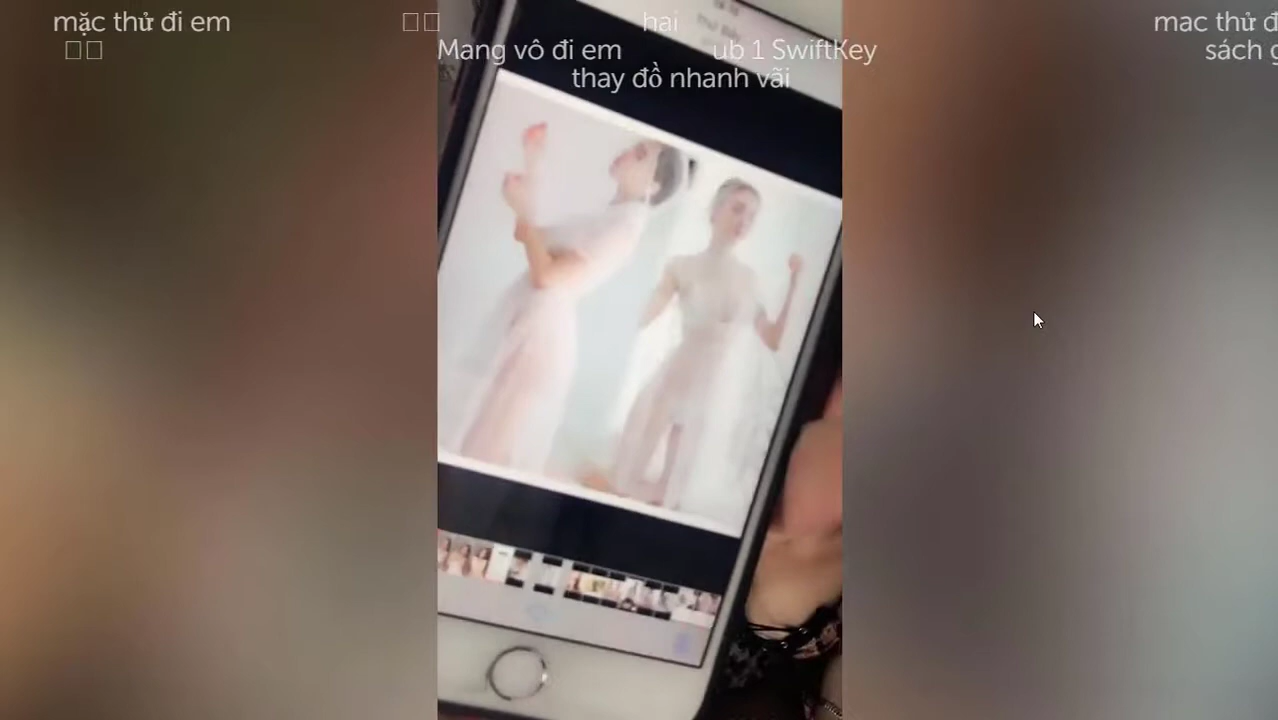 mặc thử đi em
hai
mac thử đ
Mang vô đi em
ub 1 SwiftKey
sách g
thay đồ nhanh vãi